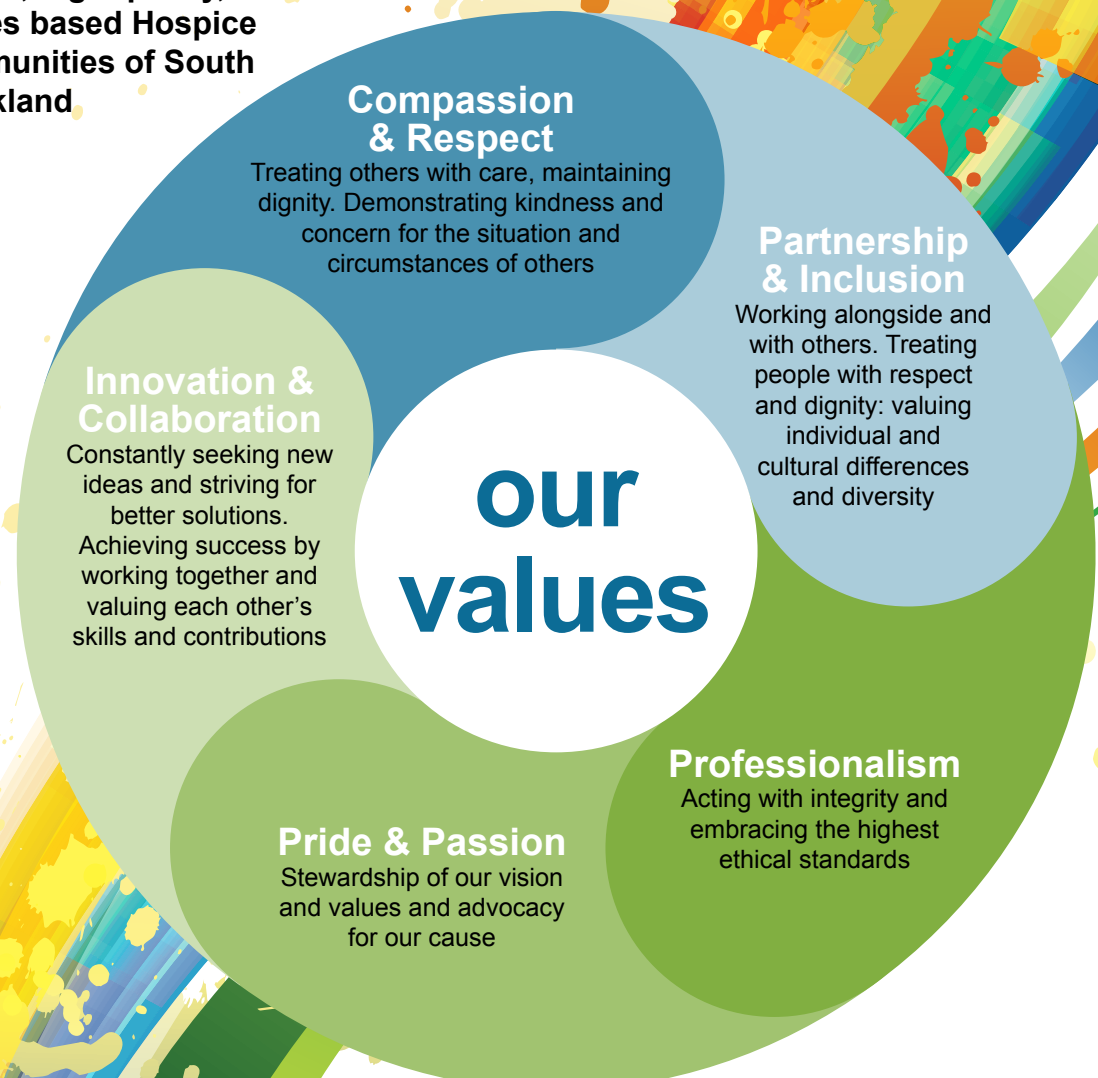 es based Hospice
munities of South
kland
Compassion
& Respect
Treating others with care, maintaining
dignity. Demonstrating kindness and
concern for the situation and
circumstances of others
Partnership
& Inclusion
Working alongside and
with others. Treating
people with respect
and dignity: valuing
individual and
cultural differences
and diversity
Innovation &
Collaboration
Constantly seeking new
ideas and striving for
better solutions.
Achieving success by
working together and
valuing each other’s
skills and contributions
our
values
Professionalism
Acting with integrity and
embracing the highest
ethical standards
Pride & Passion
Stewardship of our vision
and values and advocacy
for our cause